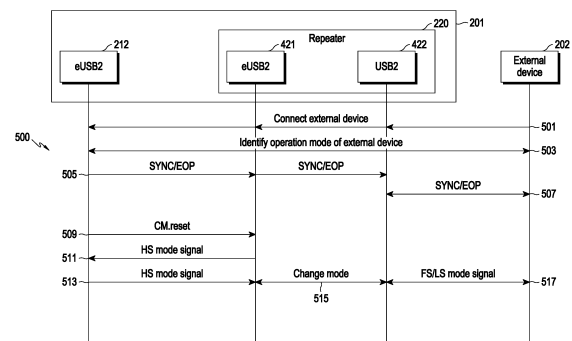 220
201
Repeater
212
421
422
202
eUSB2
eUSB2
USB2
External
device
Connect external device
501
500
Identify operation mode of external device
503
505
SYNC/EOP
SYNC/EOP
SYNC/EOP
507
CM.reset
509
HS mode signal
511
HS mode signal
Change mode
FS/LS mode signal
513
515
517